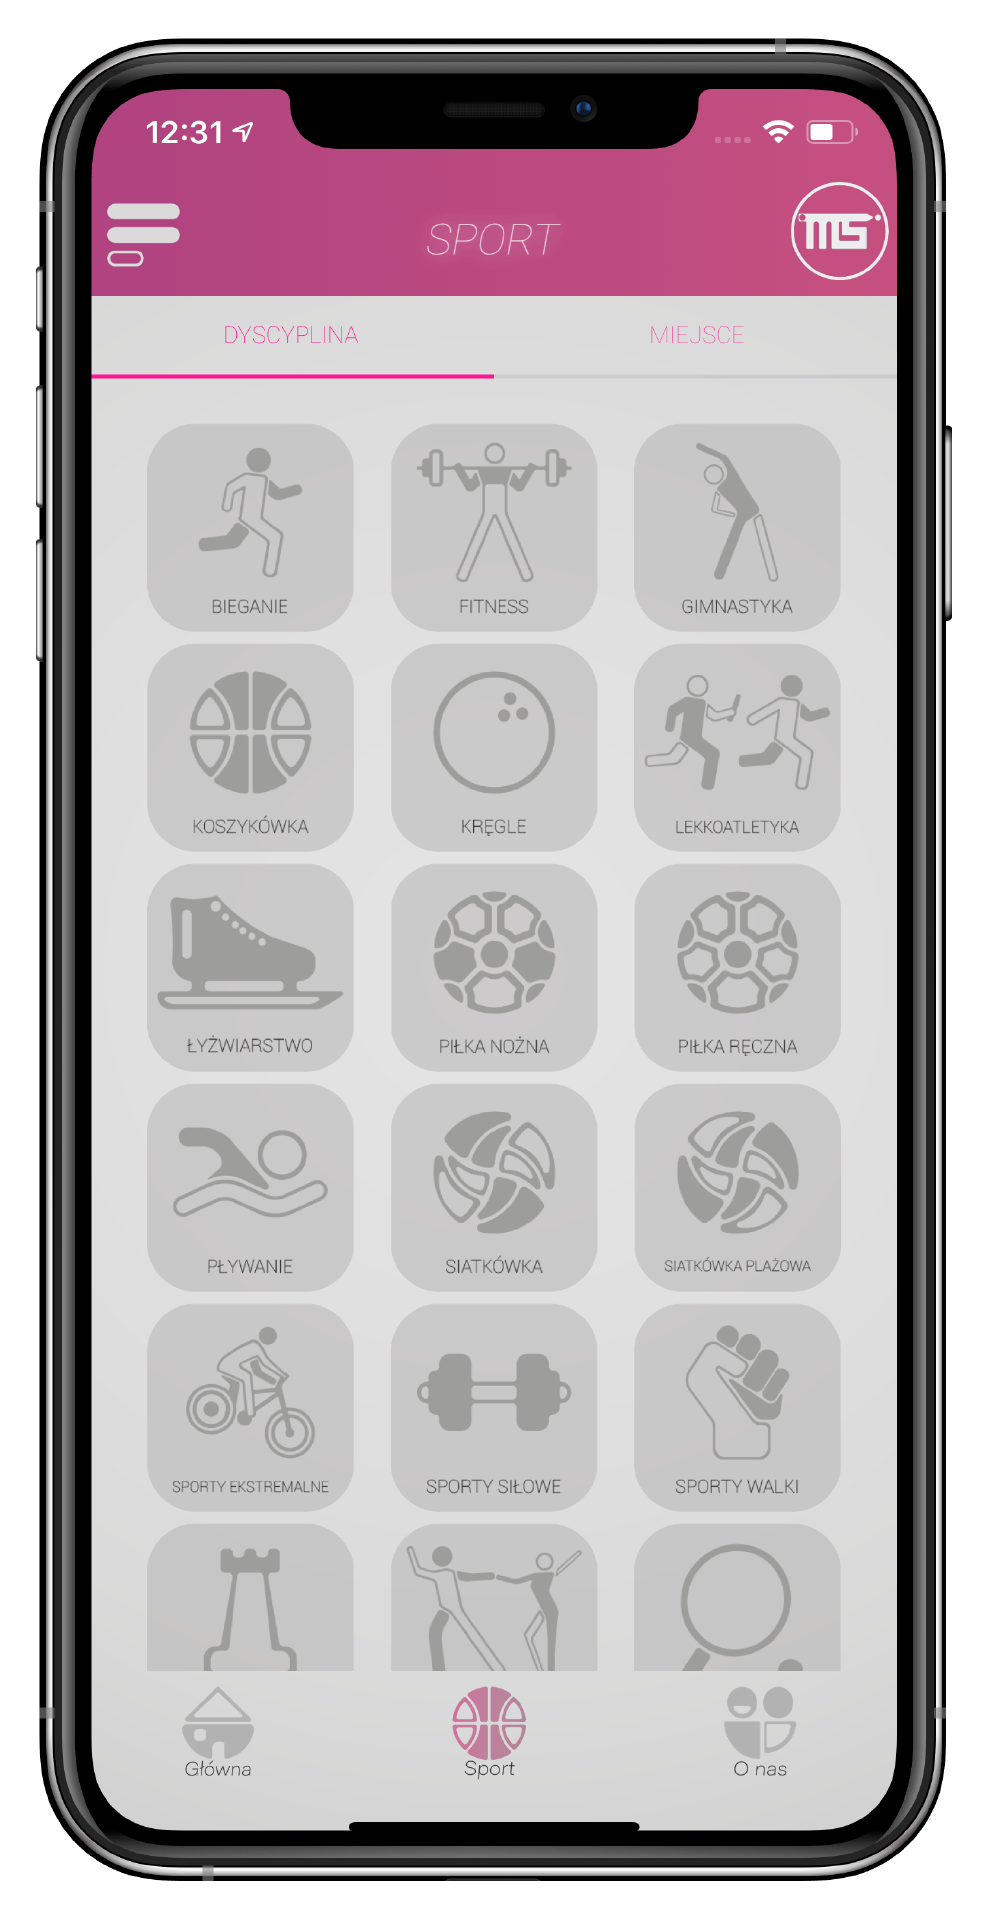 12:31
SPORT
MS
DYSCYPLINA
MIEJSCE
BIEGANIE
FITNESS
GIMNASTYKA
KOSZYKÓWKA
KRĘGLE
LEKKOATLETYKA
ŁYŻWIARSTWO
PIŁKA NOŻNA
PIŁKA RĘCZNA
PŁYWANIE
SIATKÓWKA
SIATKÓWKA PLAŻOWA
SPORTY EKSTREMALNE
SPORTY SIŁOWE
SPORTY WALKI
Główna
Sport
O nas